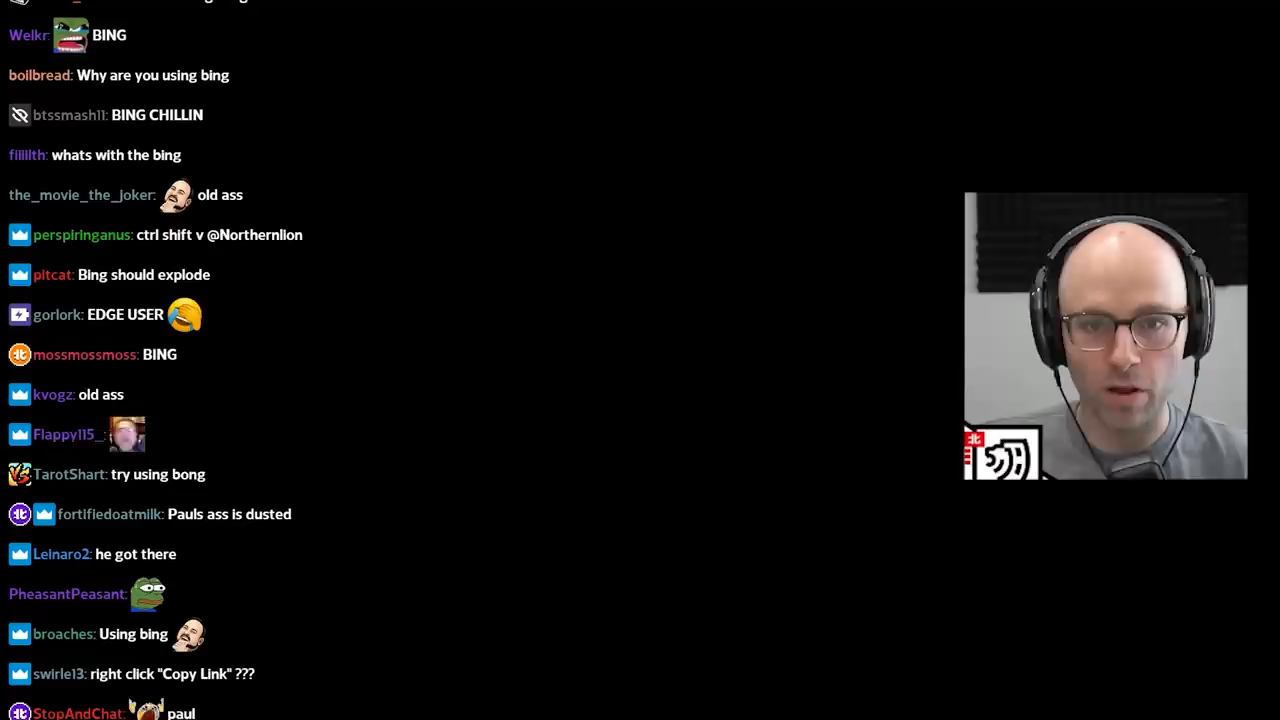 Welkr: BING
boilbread: Why are you using bing
btssmash11: BING CHILLIN
the_movie_the_joker: old ass
perspiringanus: ctrl shift v @Northernlion
pitcat: Bing should explode
gorlork: EDGE USER
mossmossmoss: BING
kvogz: old ass
Flappy115_:
TarotShart: try using bong
fortifiedoatmilk: Pauls ass is dusted
Leinaro2: he got there
PheasantPeasant:
broaches: Using bing
swirle13: right click "Copy Link" ???
StopAndChat: paul
whats with the bing
北